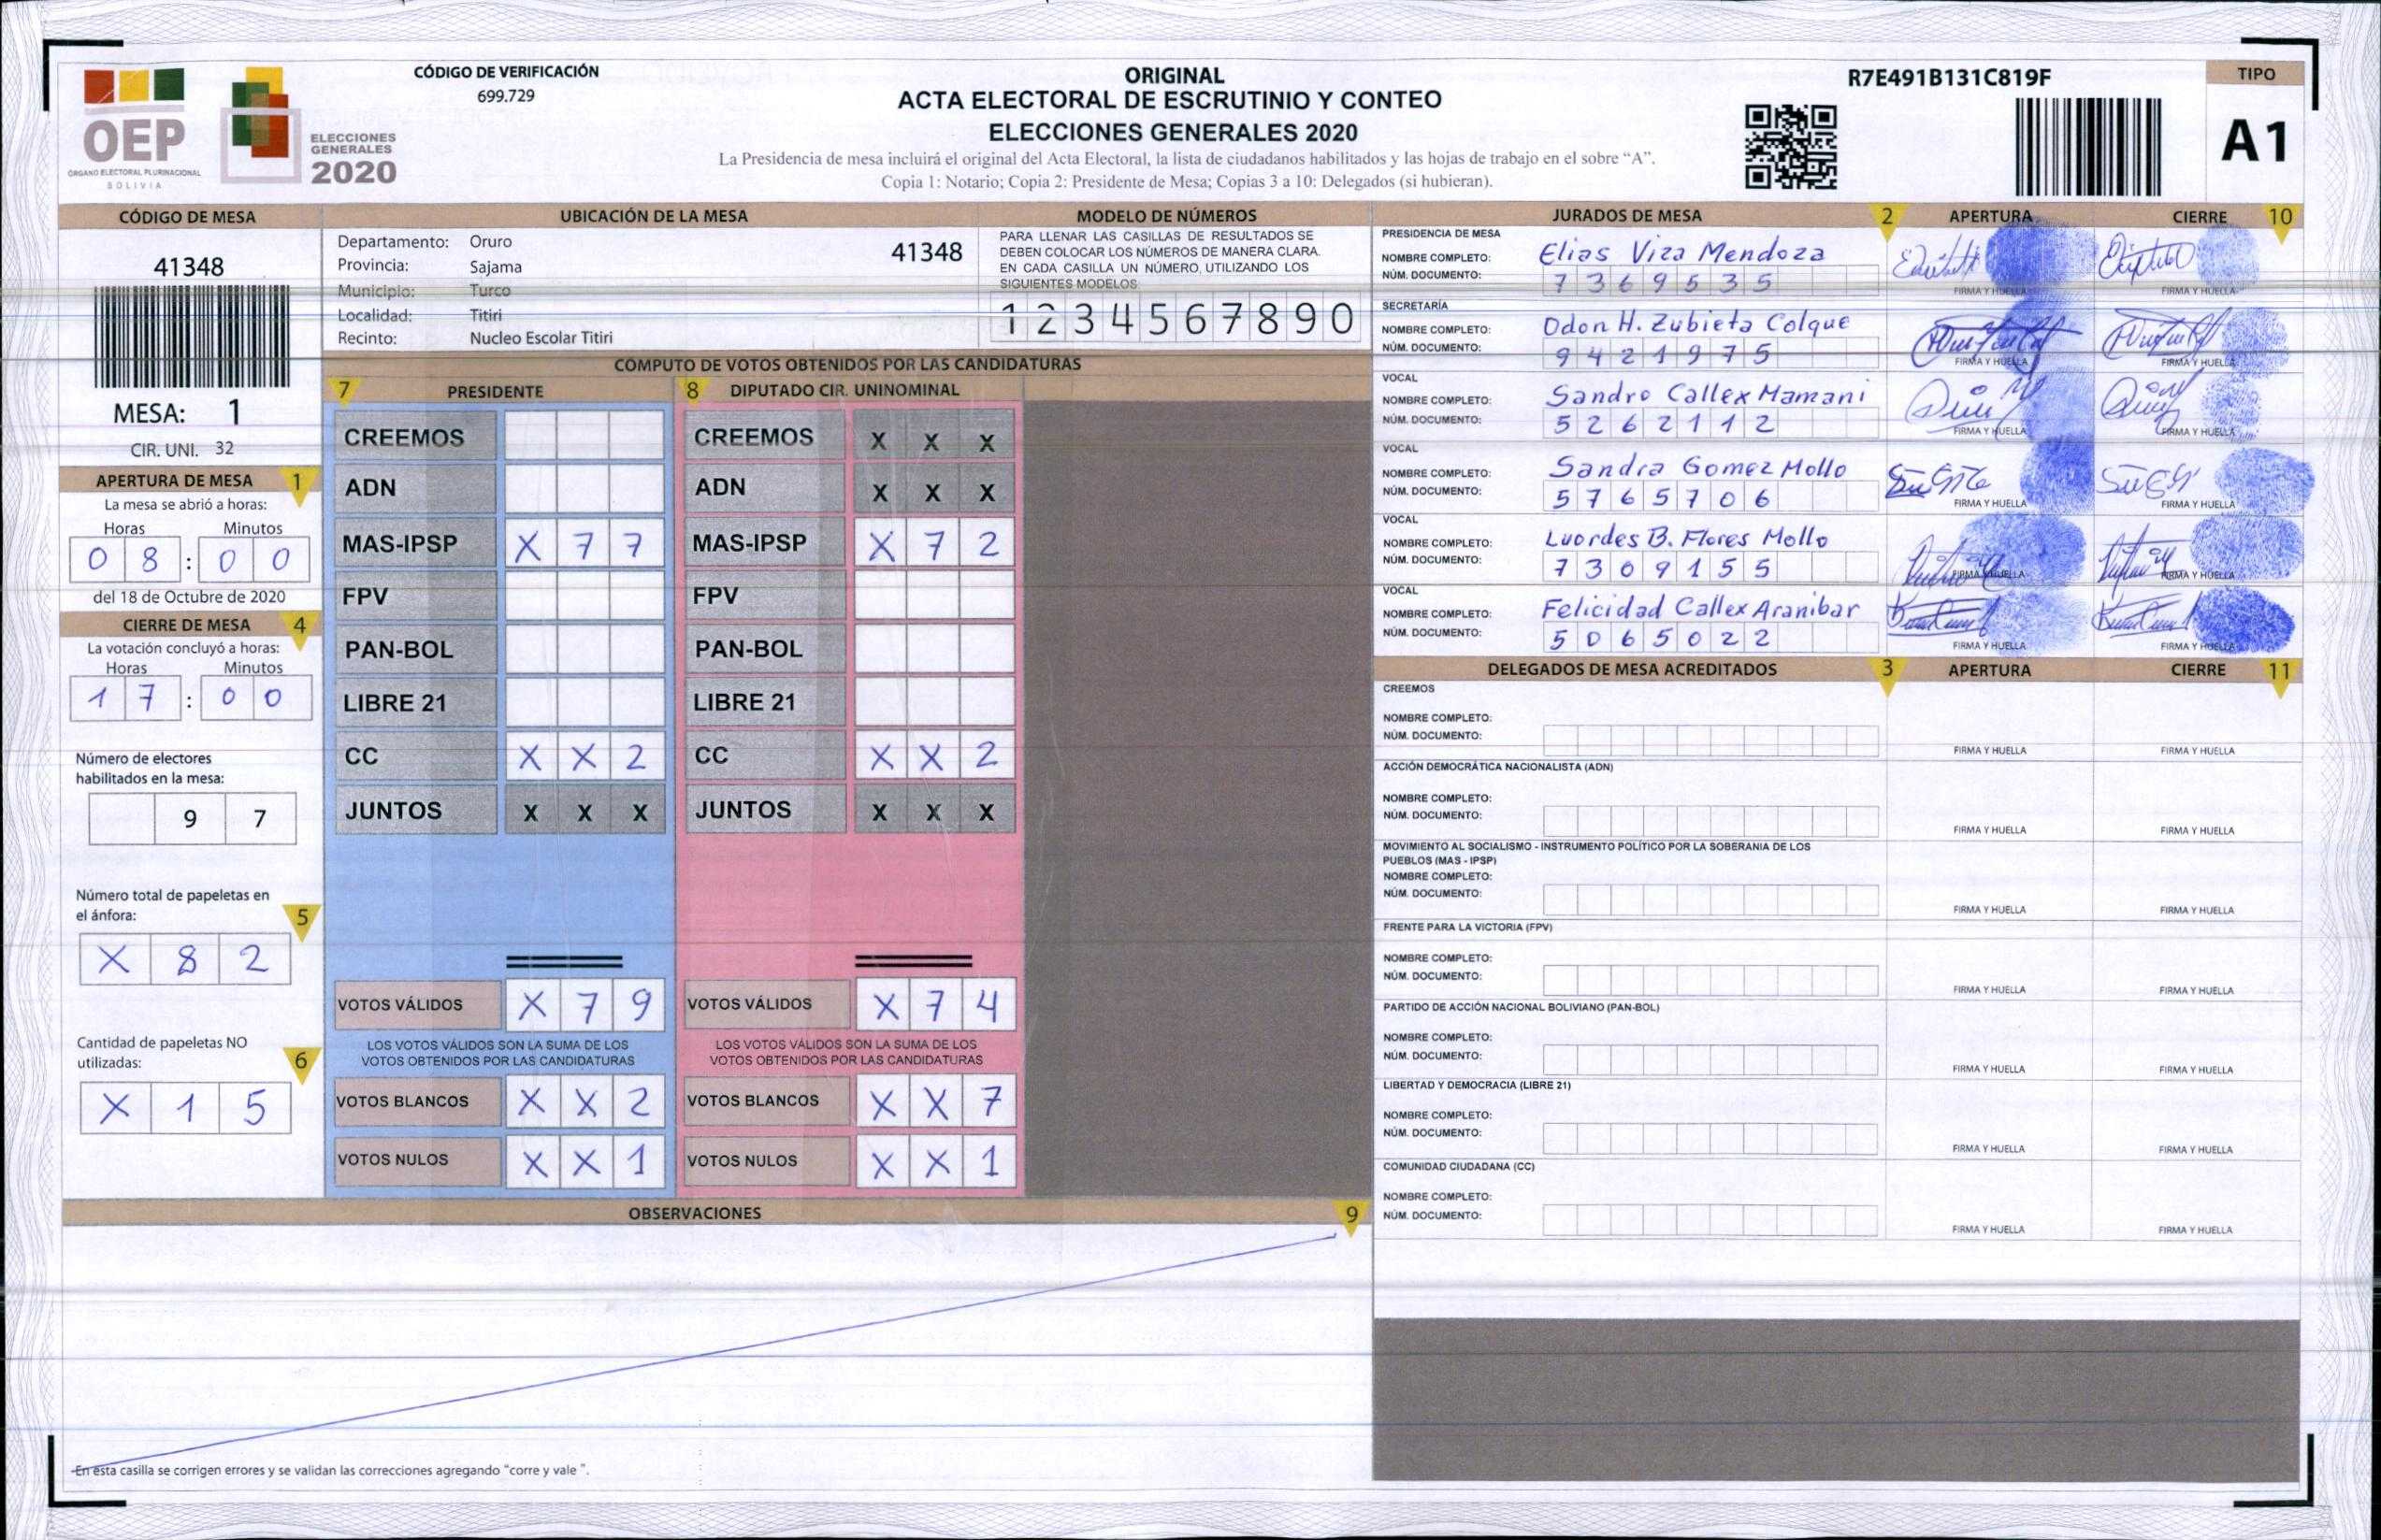 OEP
ÓRGANO ELECTORAL PLURINACIONAL
BOLIVIA
ELECCIONES
GENERALES
2020
CÓDIGO DE VERIFICACIÓN
699.729
ORIGINAL
ACTA ELECTORAL DE ESCRUTINIO Y CONTEO
ELECCIONES GENERALES 2020
La Presidencia de mesa incluirá el original del Acta Electoral, la lista de ciudadanos habilitados y las hojas de trabajo en el sobre “A”.
Copia 1: Notario; Copia 2: Presidente de Mesa; Copias 3 a 10: Delegados (si hubieran).
R7E491B131C819F
TIPO
A1
CÓDIGO DE MESA
41348
MESA: 1
CIR. UNI. 32
APERTURA DE MESA 1
La mesa se abrió a horas:
Horas Minutos
0 8 : 0 0
del 18 de Octubre de 2020
CIERRE DE MESA 4
La votación concluyó a horas:
Horas Minutos
1 7 : 0 0
Número de electores
habilitados en la mesa:
9 7
Número total de papeletas en
el ánfora: 5
X 8 2
Cantidad de papeletas NO
utilizadas: 6
X 1 5
UBICACIÓN DE LA MESA
Departamento: Oruro 41348
Provincia: Sajama
Municipio: Turco
Localidad: Titiri
Recinto: Nucleo Escolar Titiri
MODELO DE NÚMEROS
PARA LLENAR LAS CASILLAS DE RESULTADOS SE
DEBEN COLOCAR LOS NÚMEROS DE MANERA CLARA.
EN CADA CASILLA UN NÚMERO, UTILIZANDO LOS
SIGUIENTES MODELOS
1 2 3 4 5 6 7 8 9 0
COMPUTO DE VOTOS OBTENIDOS POR LAS CANDIDATURAS
7 PRESIDENTE
CREEMOS
ADN
MAS-IPSP X 7 7
FPV
PAN-BOL
LIBRE 21
CC X X 2
JUNTOS X X X
VOTOS VÁLIDOS X 7 9
LOS VOTOS VÁLIDOS SON LA SUMA DE LOS
VOTOS OBTENIDOS POR LAS CANDIDATURAS
VOTOS BLANCOS X X 2
VOTOS NULOS X X 1
8 DIPUTADO CIR. UNINOMINAL
CREEMOS X X X
ADN X X X
MAS-IPSP X 7 2
FPV
PAN-BOL
LIBRE 21
CC X X 2
JUNTOS X X X
VOTOS VÁLIDOS X 7 4
LOS VOTOS VÁLIDOS SON LA SUMA DE LOS
VOTOS OBTENIDOS POR LAS CANDIDATURAS
VOTOS BLANCOS X X 7
VOTOS NULOS X X 1
OBSERVACIONES 9
En esta casilla se corrigen errores y se validan las correcciones agregando “corre y vale ”.
JURADOS DE MESA 2 APERTURA CIERRE 10
PRESIDENCIA DE MESA
NOMBRE COMPLETO: Elias Viza Mendoza
NÚM. DOCUMENTO: 7 3 6 9 5 3 5
FIRMA Y HUELLA FIRMA Y HUELLA
SECRETARÍA
NOMBRE COMPLETO: Odon H. Zubieta Colque
NÚM. DOCUMENTO: 9 4 2 1 9 7 5
FIRMA Y HUELLA FIRMA Y HUELLA
VOCAL
NOMBRE COMPLETO: Sandro Callex Mamani
NÚM. DOCUMENTO: 5 2 6 2 1 1 2
FIRMA Y HUELLA FIRMA Y HUELLA
VOCAL
NOMBRE COMPLETO: Sandra Gomez Mollo
NÚM. DOCUMENTO: 5 7 6 5 7 0 6
FIRMA Y HUELLA FIRMA Y HUELLA
VOCAL
NOMBRE COMPLETO: Luordes B. Flores Mollo
NÚM. DOCUMENTO: 7 3 0 9 1 5 5
FIRMA Y HUELLA FIRMA Y HUELLA
VOCAL
NOMBRE COMPLETO: Felicidad Callex Aranibar
NÚM. DOCUMENTO: 5 0 6 5 0 2 2
FIRMA Y HUELLA FIRMA Y HUELLA
DELEGADOS DE MESA ACREDITADOS 3 APERTURA CIERRE 11
CREEMOS
NOMBRE COMPLETO:
NÚM. DOCUMENTO:
FIRMA Y HUELLA FIRMA Y HUELLA
ACCIÓN DEMOCRÁTICA NACIONALISTA (ADN)
NOMBRE COMPLETO:
NÚM. DOCUMENTO:
FIRMA Y HUELLA FIRMA Y HUELLA
MOVIMIENTO AL SOCIALISMO - INSTRUMENTO POLÍTICO POR LA SOBERANIA DE LOS
PUEBLOS (MAS - IPSP)
NOMBRE COMPLETO:
NÚM. DOCUMENTO:
FIRMA Y HUELLA FIRMA Y HUELLA
FRENTE PARA LA VICTORIA (FPV)
NOMBRE COMPLETO:
NÚM. DOCUMENTO:
FIRMA Y HUELLA FIRMA Y HUELLA
PARTIDO DE ACCIÓN NACIONAL BOLIVIANO (PAN-BOL)
NOMBRE COMPLETO:
NÚM. DOCUMENTO:
FIRMA Y HUELLA FIRMA Y HUELLA
LIBERTAD Y DEMOCRACIA (LIBRE 21)
NOMBRE COMPLETO:
NÚM. DOCUMENTO:
FIRMA Y HUELLA FIRMA Y HUELLA
COMUNIDAD CIUDADANA (CC)
NOMBRE COMPLETO:
NÚM. DOCUMENTO:
FIRMA Y HUELLA FIRMA Y HUELLA